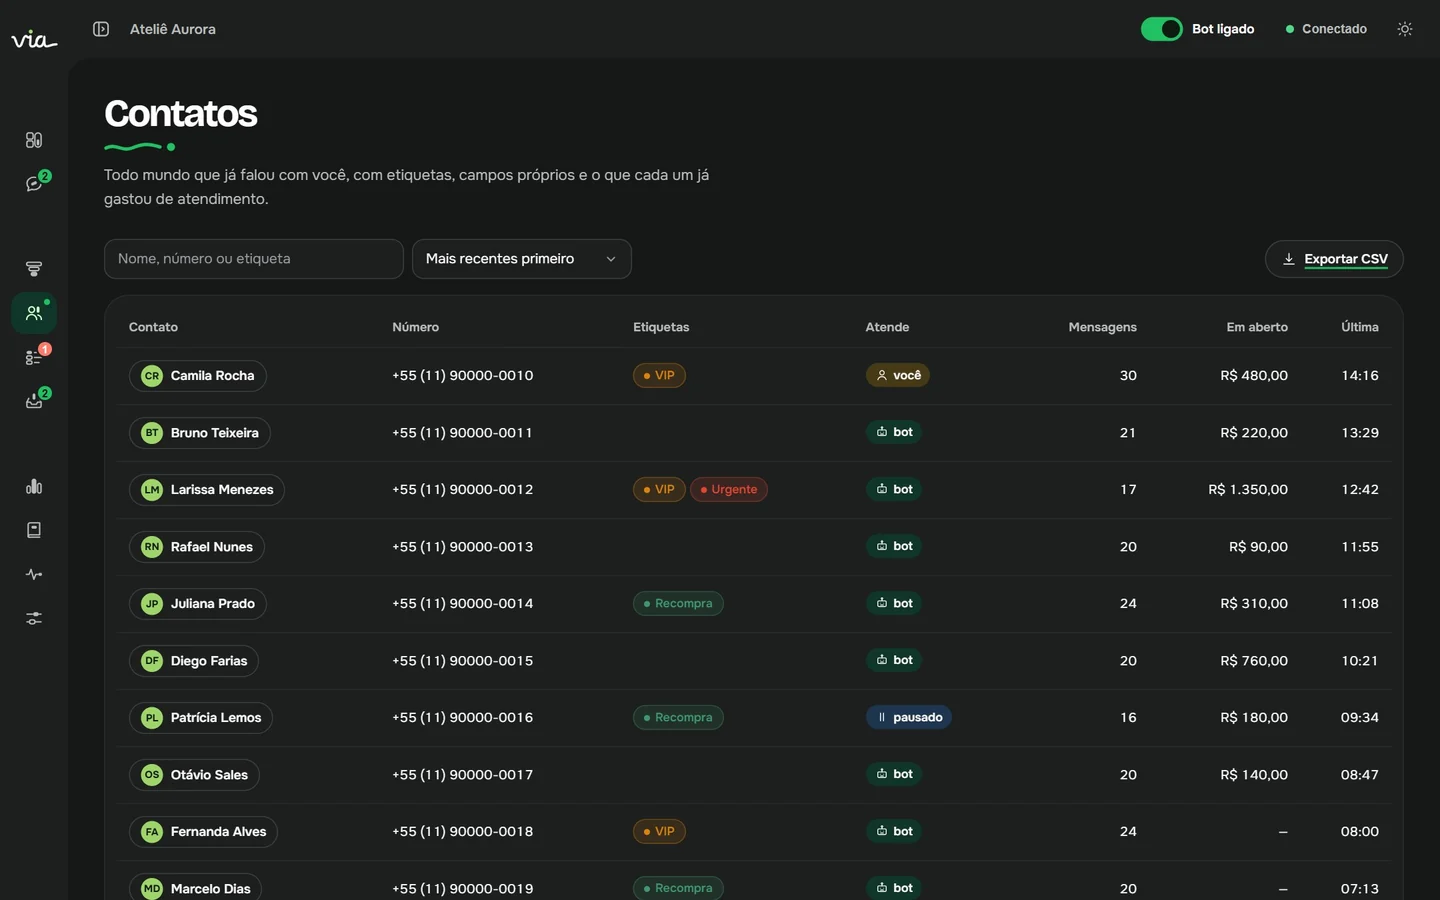 via
Ateliê Aurora
Bot ligado
Conectado
Contatos
Todo mundo que já falou com você, com etiquetas, campos próprios e o que cada um já
gastou de atendimento.
Nome, número ou etiqueta
Mais recentes primeiro
Exportar CSV
2
1
2
Contato Número Etiquetas Atende Mensagens Em aberto Última
CR Camila Rocha +55 (11) 90000-0010 VIP você 30 R$ 480,00 14:16
BT Bruno Teixeira +55 (11) 90000-0011 bot 21 R$ 220,00 13:29
LM Larissa Menezes +55 (11) 90000-0012 VIP Urgente bot 17 R$ 1.350,00 12:42
RN Rafael Nunes +55 (11) 90000-0013 bot 20 R$ 90,00 11:55
JP Juliana Prado +55 (11) 90000-0014 Recompra bot 24 R$ 310,00 11:08
DF Diego Farias +55 (11) 90000-0015 bot 20 R$ 760,00 10:21
PL Patrícia Lemos +55 (11) 90000-0016 Recompra pausado 16 R$ 180,00 09:34
OS Otávio Sales +55 (11) 90000-0017 bot 20 R$ 140,00 08:47
FA Fernanda Alves +55 (11) 90000-0018 VIP bot 24 – 08:00
MD Marcelo Dias +55 (11) 90000-0019 Recompra bot 20 – 07:13